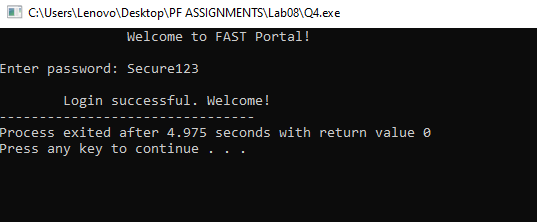 C:\Users\Lenovo\Desktop\PF ASSIGNMENTS\Lab08\Q4.exe
Welcome to FAST Portal!
Enter password: Secure123
Login successful. Welcome!
--------------------------------
Process exited after 4.975 seconds with return value 0
Press any key to continue . . .